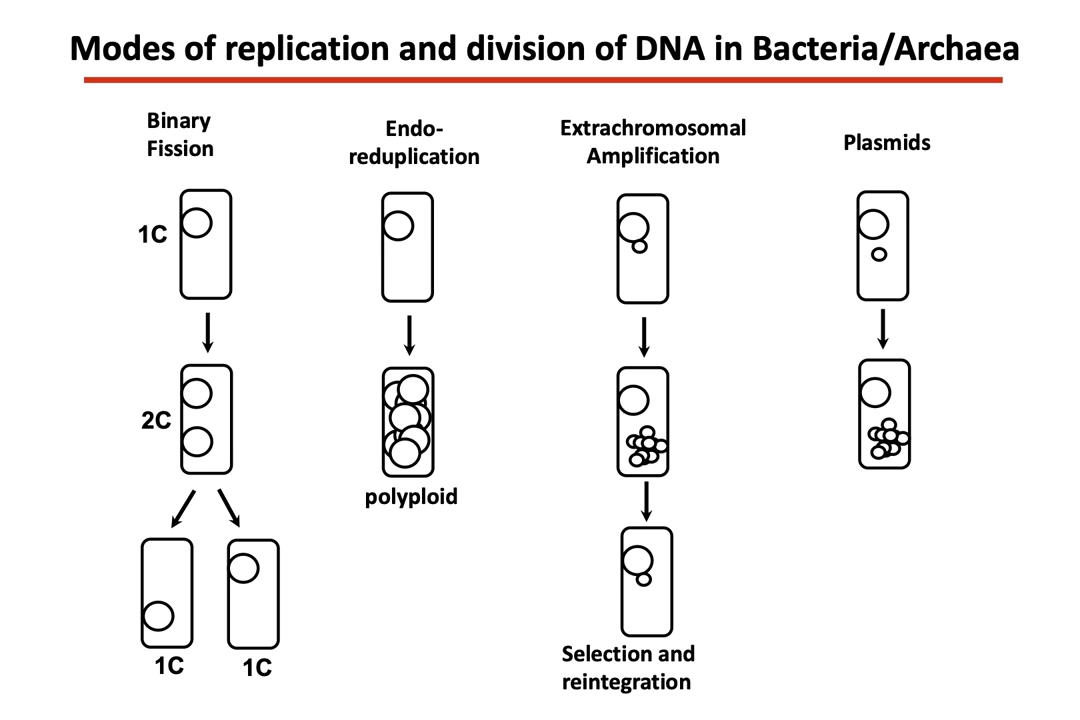 Modes of replication and division of DNA in Bacteria/Archaea
Binary
Fission
Endo-
reduplication
Extrachromosomal
Amplification
Plasmids
1C
2C
polyploid
1C
1C
Selection and
reintegration